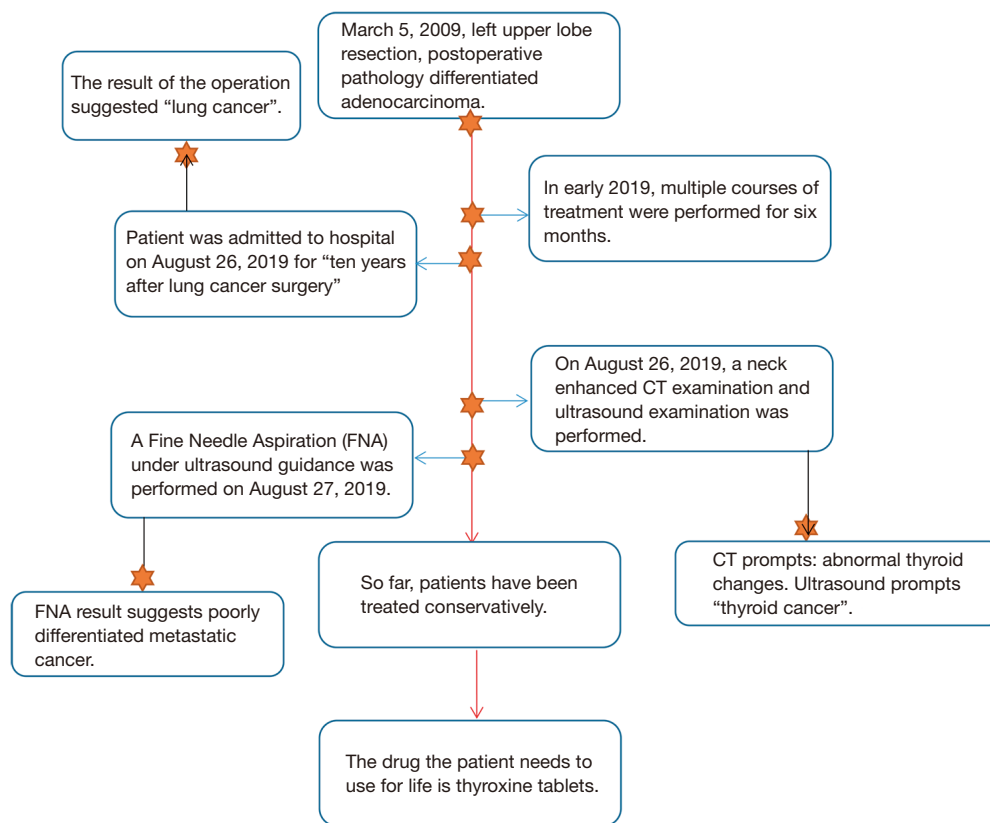 March 5, 2009, left upper lobe
resection, postoperative
pathology differentiated
adenocarcinoma.
The result of the operation
suggested “lung cancer”.
In early 2019, multiple courses of
treatment were performed for six
months.
Patient was admitted to hospital
on August 26, 2019 for “ten years
after lung cancer surgery”
On August 26, 2019, a neck
enhanced CT examination and
ultrasound examination was
performed.
A Fine Needle Aspiration (FNA)
under ultrasound guidance was
performed on August 27, 2019.
CT prompts: abnormal thyroid
changes. Ultrasound prompts
“thyroid cancer”.
FNA result suggests poorly
differentiated metastatic
cancer.
So far, patients have been
treated conservatively.
The drug the patient needs to
use for life is thyroxine tablets.